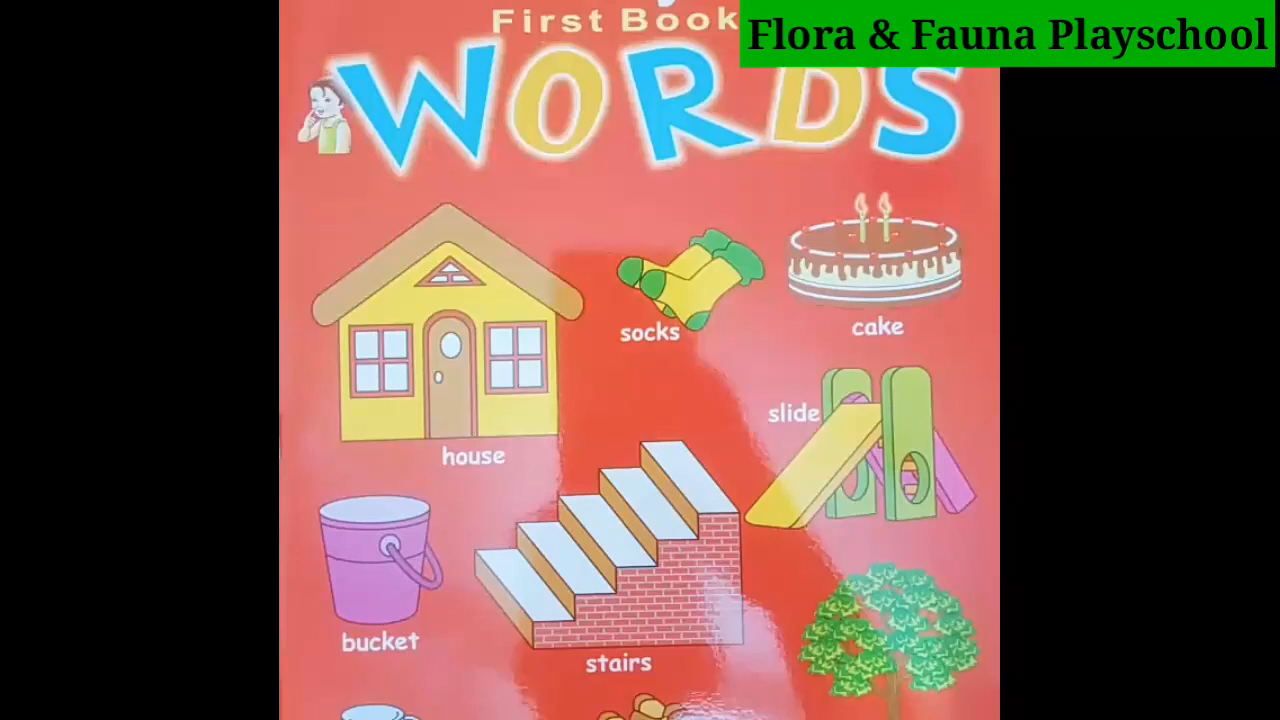 First Book
Flora & Fauna Playschool
WORDS
socks
cake
slide
house
bucket
stairs